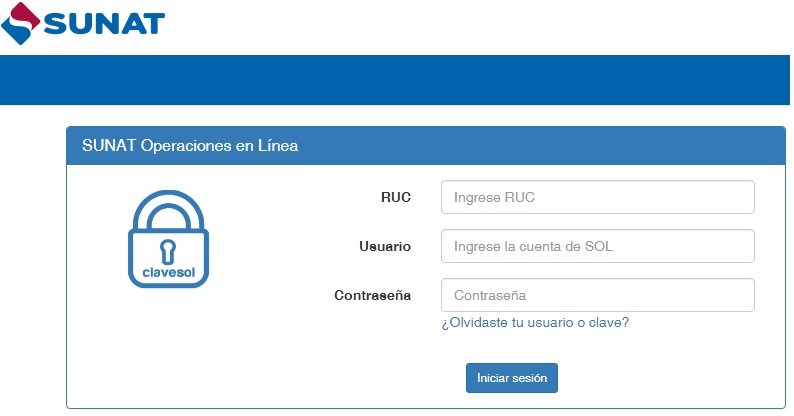 SUNAT
SUNAT Operaciones en Línea
clavesol
RUC
Ingrese RUC
Usuario
Ingrese la cuenta de SOL
Contraseña
Contraseña
¿Olvidaste tu usuario o clave?
Iniciar sesión